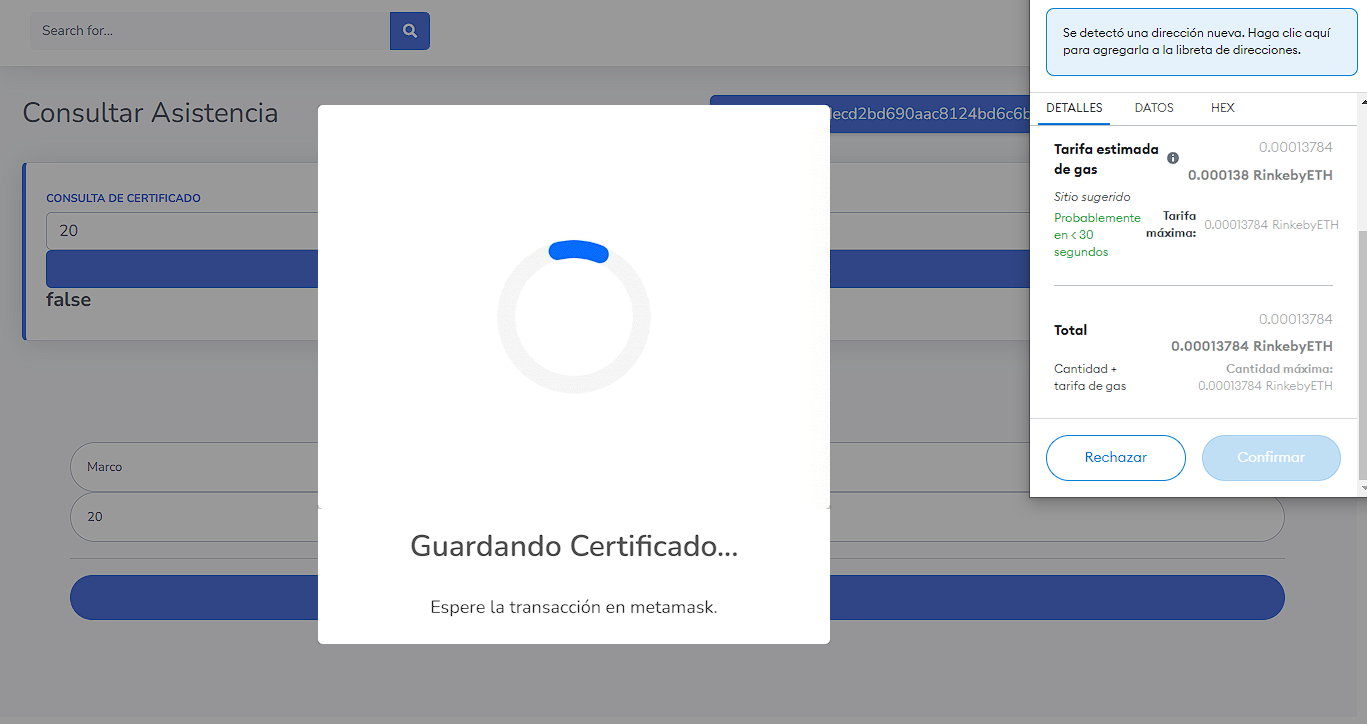 Search for...
Consultar Asistencia
ecd2bd690aac8124bd6c6b
CONSULTA DE CERTIFICADO
20
false
Marco
20
Guardando Certificado...
Espere la transacción en metamask.
Se detectó una dirección nueva. Haga clic aquí
para agregarla a la libreta de direcciones.
DETALLES DATOS HEX
Tarifa estimada
de gas
0.00013784
0.000138 RinkebyETH
Sitio sugerido
Probablemente
en < 30
segundos
Tarifa
máxima:
0.00013784 RinkebyETH
Total
0.00013784
0.00013784 RinkebyETH
Cantidad +
tarifa de gas
Cantidad máxima:
0.00013784 RinkebyETH
Rechazar Confirmar